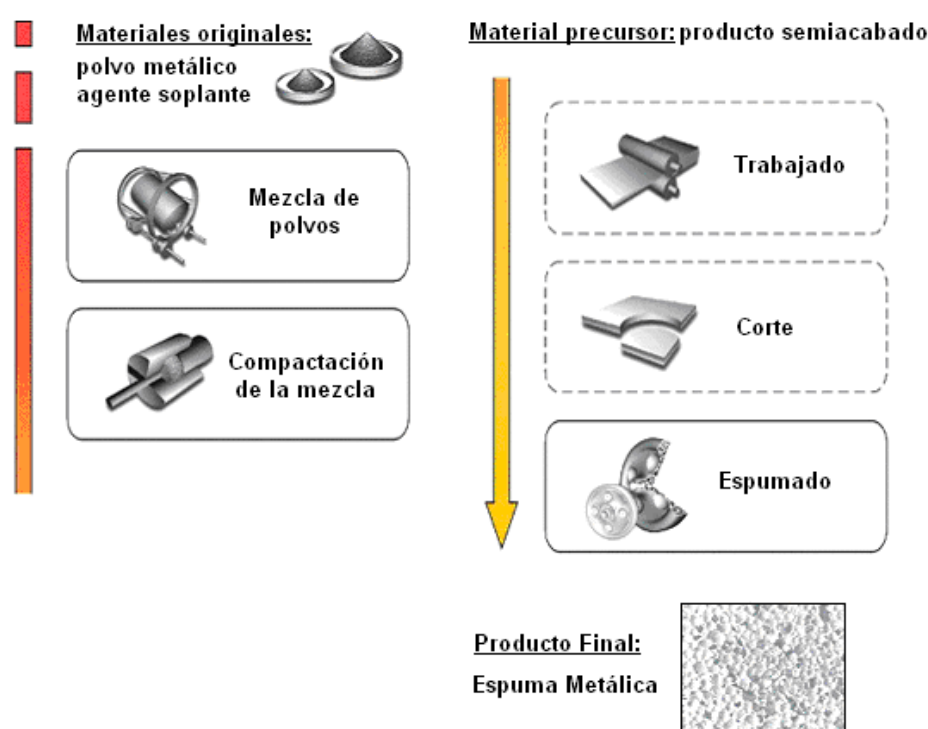 Materiales originales:
polvo metálico
agente soplante
Mezcla de
polvos
Compactación
de la mezcla
Material precursor: producto semiacabado
Trabajado
Corte
Espumado
Producto Final:
Espuma Metálica